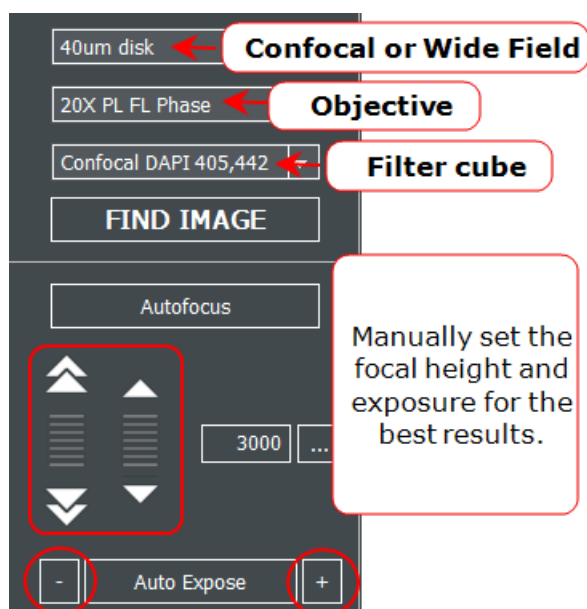 40um disk
Confocal or Wide Field
20X PL FL Phase
Objective
Confocal DAPI 405,442
Filter cube
FIND IMAGE
Autofocus
Manually set the
focal height and
exposure for the
best results.
3000 ...
- Auto Expose +